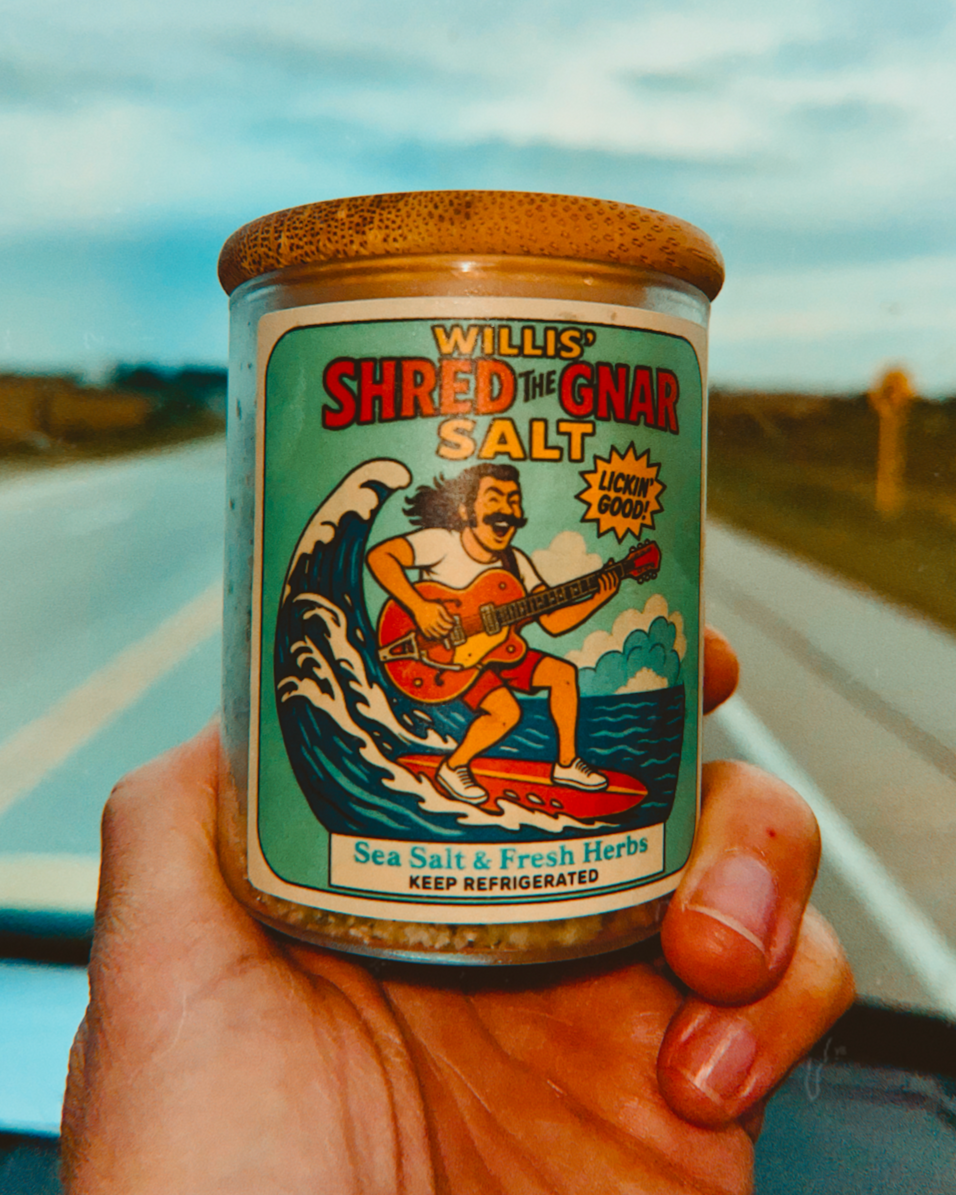 WILLIS'
SHRED THE GNAR
SALT
LICKIN'
GOOD!
Sea Salt & Fresh Herbs
KEEP REFRIGERATED